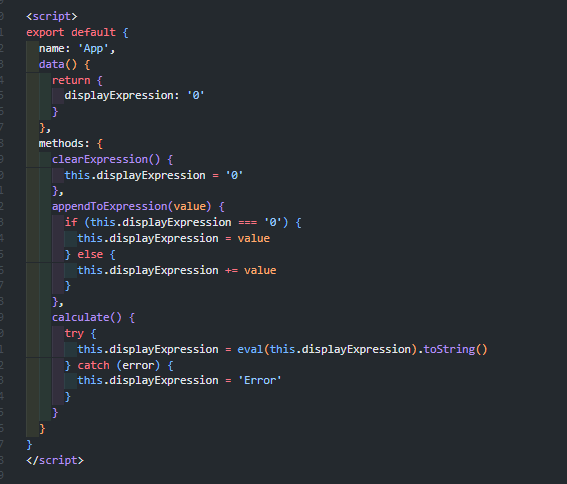 <script>
export default {
  name: 'App',
  data() {
    return {
      displayExpression: '0'
    }
  },
  methods: {
    clearExpression() {
      this.displayExpression = '0'
    },
    appendToExpression(value) {
      if (this.displayExpression === '0') {
        this.displayExpression = value
      } else {
        this.displayExpression += value
      }
    },
    calculate() {
      try {
        this.displayExpression = eval(this.displayExpression).toString()
      } catch (error) {
        this.displayExpression = 'Error'
      }
    }
  }
}
</script>